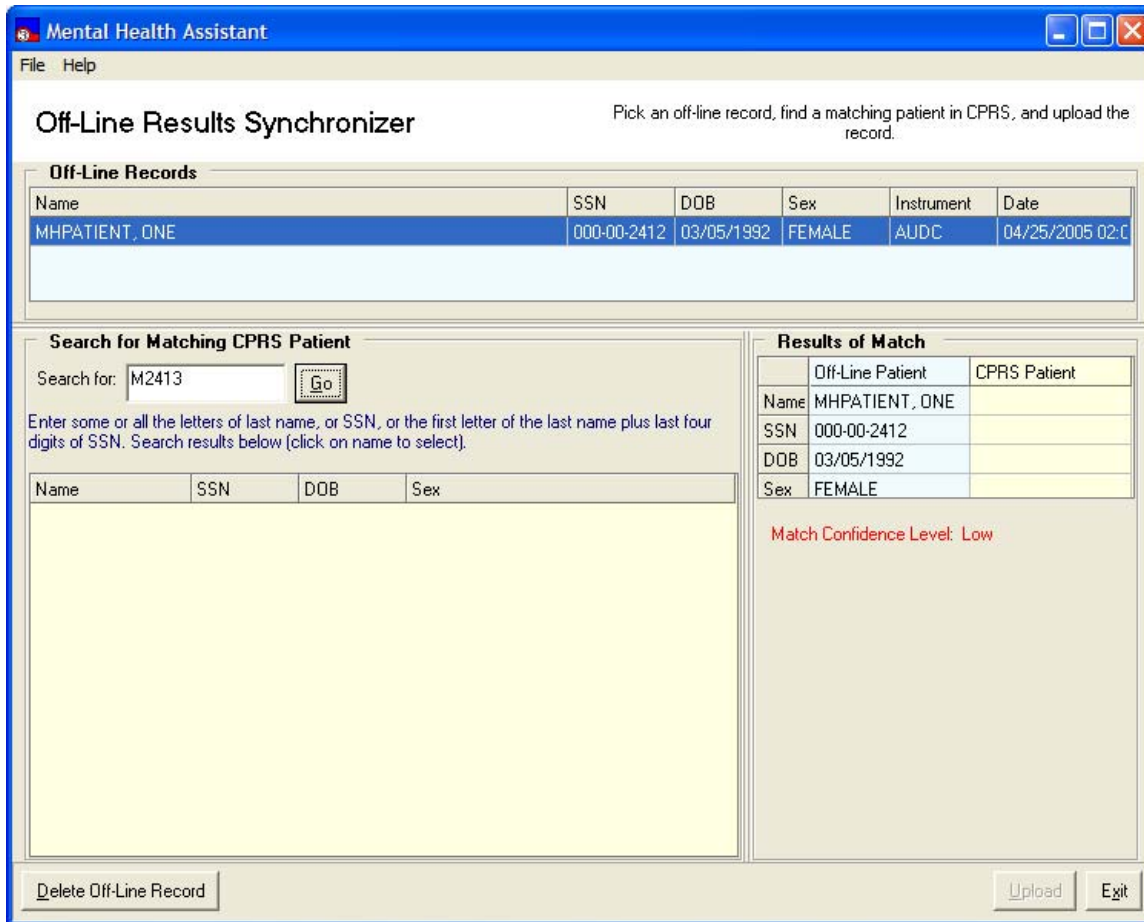 Mental Health Assistant
File Help
Off-Line Results Synchronizer
Pick an off-line record, find a matching patient in CPRS, and upload the
record.
Off-Line Records
Name SSN DOB Sex Instrument Date
MHPATIENT, ONE 000-00-2412 03/05/1992 FEMALE AUDC 04/25/2005 02:0
Search for Matching CPRS Patient
Search for: M2413 Go
Enter some or all the letters of last name, or SSN, or the first letter of the last name plus last four
digits of SSN. Search results below (click on name to select).
Name SSN DOB Sex
Results of Match
Off-Line Patient CPRS Patient
Name MHPATIENT, ONE
SSN 000-00-2412
DOB 03/05/1992
Sex FEMALE
Match Confidence Level: Low
Delete Off-Line Record Upload Exit